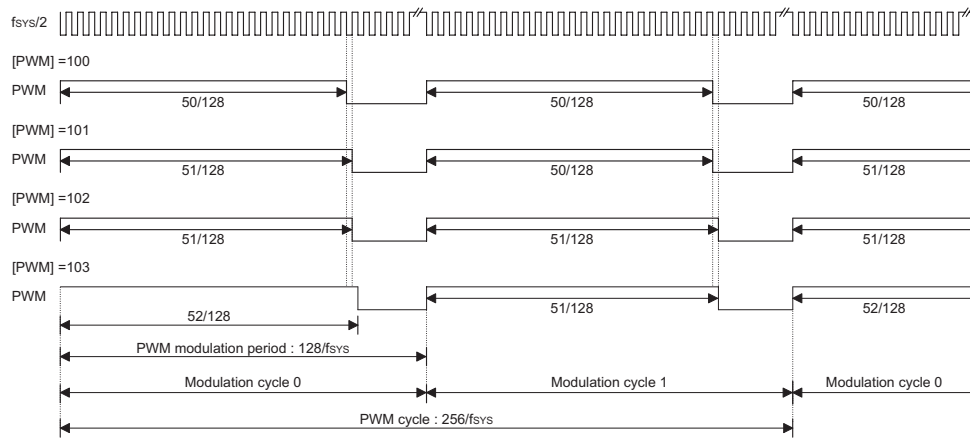 fSYS/2
[PWM] =100
PWM
50/128 50/128 50/128
[PWM] =101
PWM
51/128 50/128 51/128
[PWM] =102
PWM
51/128 51/128 51/128
[PWM] =103
PWM
52/128 51/128 52/128
PWM modulation period : 128/fSYS
Modulation cycle 0 Modulation cycle 1 Modulation cycle 0
PWM cycle : 256/fSYS